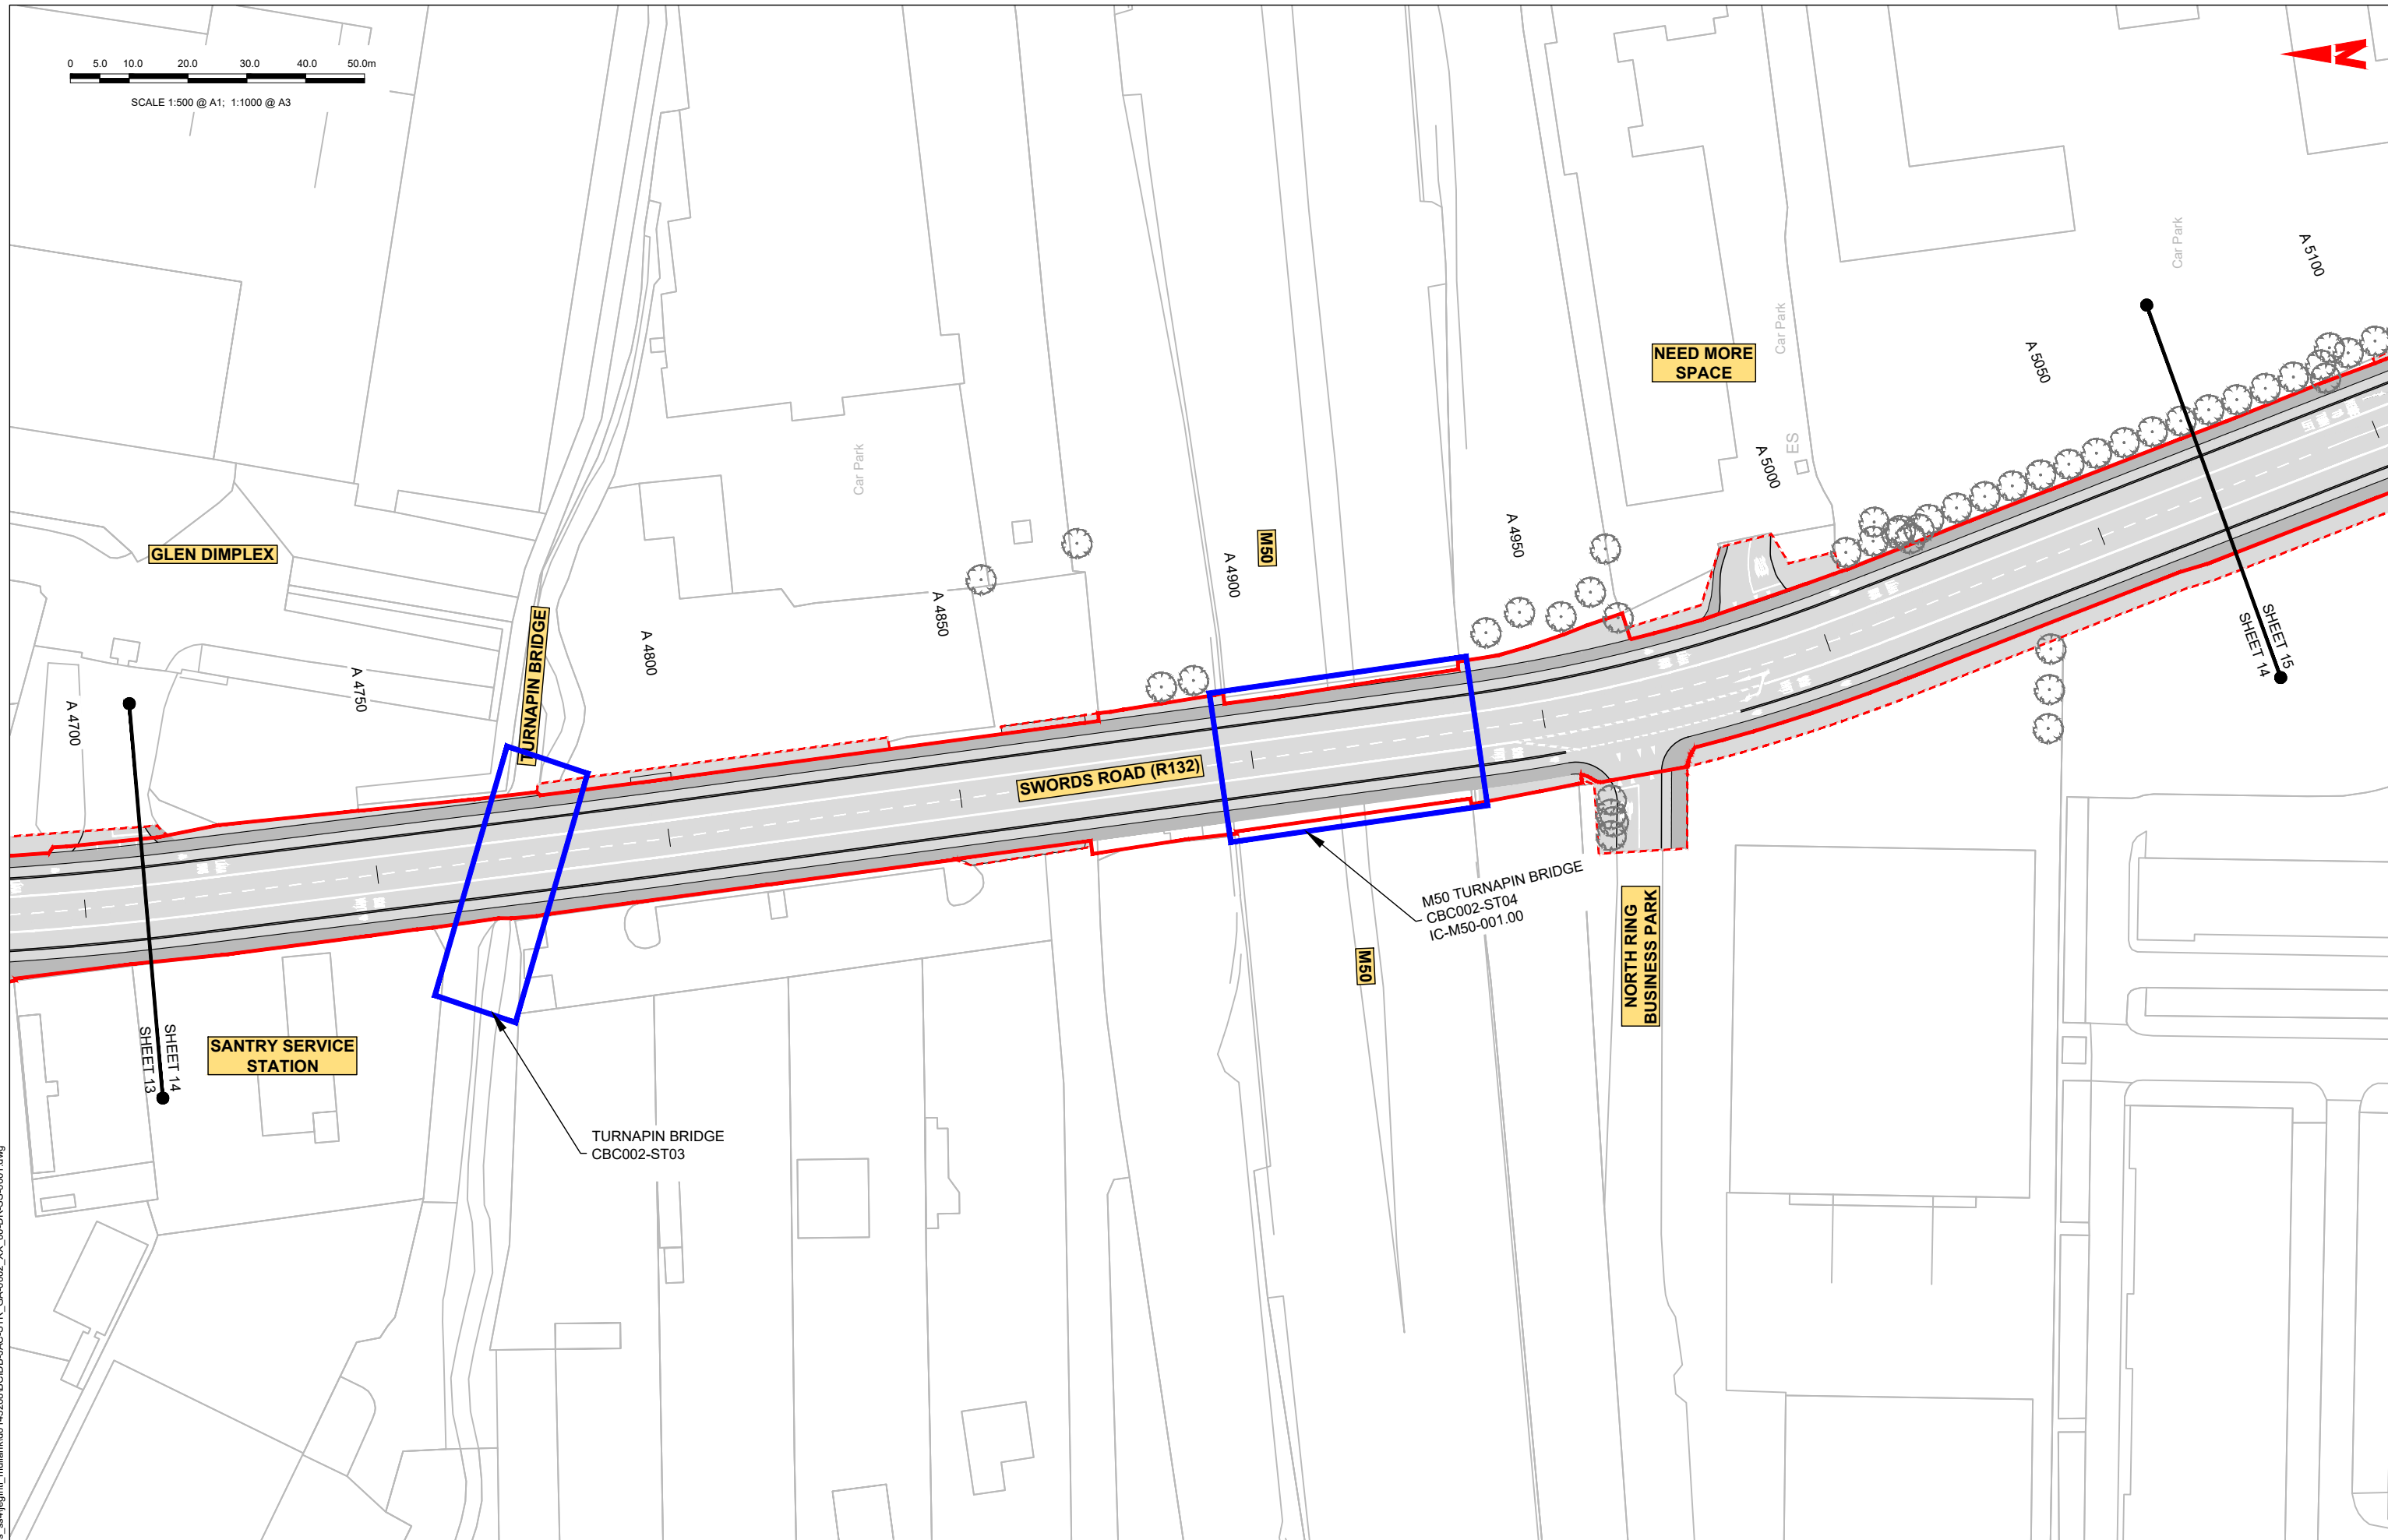 0 5.0 10.0 20.0 30.0 40.0 50.0m
SCALE 1:500 @ A1; 1:1000 @ A3
N
A 5100
Car Park
Car Park
NEED MORE
SPACE
A 5050
ES
A 5000
Car Park
A 4950
M50
A 4900
GLEN DIMPLEX
A 4850
TURNAPIN BRIDGE
A 4800
A 4750
A 4700
SHEET 15
SHEET 14
SWORDS ROAD (R132)
M50 TURNAPIN BRIDGE
CBC002-ST04
IC-M50-001.00
M50
NORTH RING
BUSINESS PARK
SHEET 14
SHEET 13
SANTRY SERVICE
STATION
TURNAPIN BRIDGE
CBC002-ST03